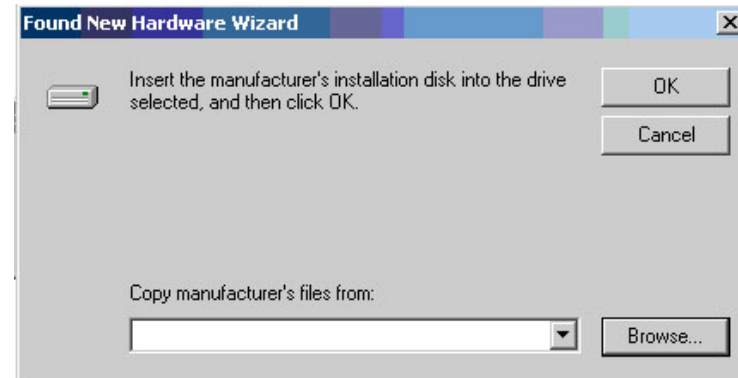 Found New Hardware Wizard
Insert the manufacturer's installation disk into the drive
selected, and then click OK.
OK
Cancel
Copy manufacturer's files from:
Browse...